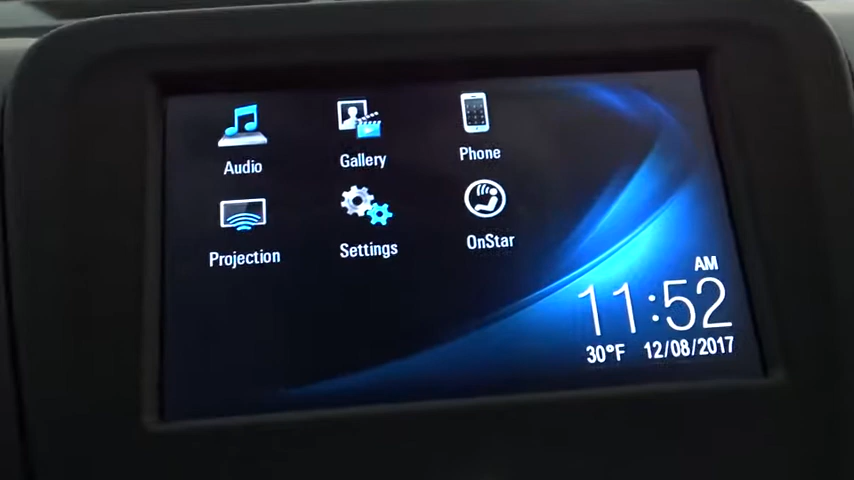 Audio
Gallery
Phone
Projection
Settings
OnStar
AM
11:52
30°F 12/08/2017